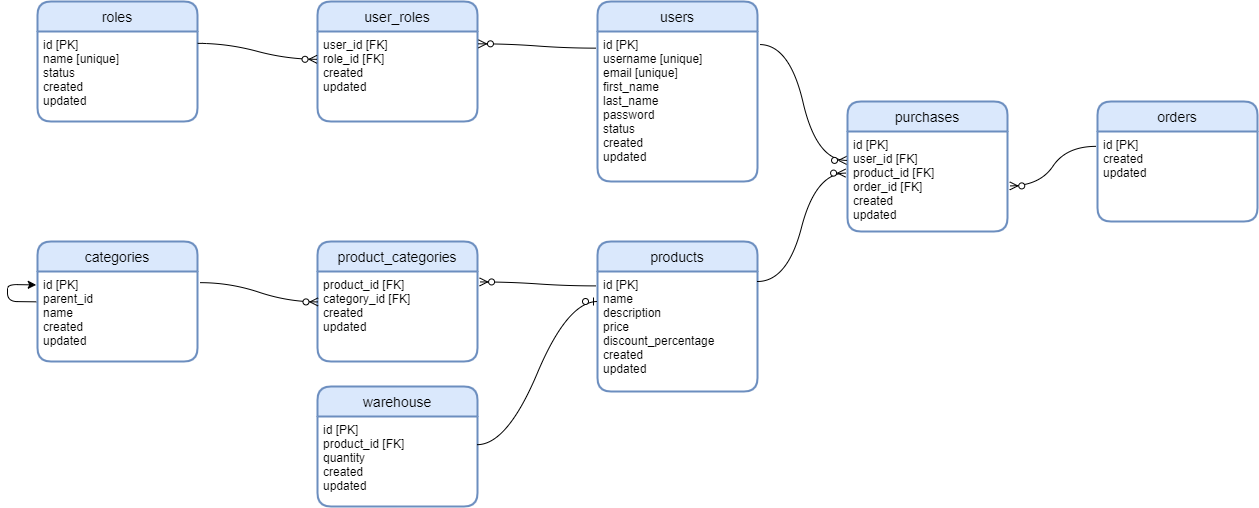 roles
id [PK]
name [unique]
status
created
updated
user_roles
user_id [FK]
role_id [FK]
created
updated
users
id [PK]
username [unique]
email [unique]
first_name
last_name
password
status
created
updated
purchases
id [PK]
user_id [FK]
product_id [FK]
order_id [FK]
created
updated
orders
id [PK]
created
updated
categories
id [PK]
parent_id
name
created
updated
product_categories
product_id [FK]
category_id [FK]
created
updated
products
id [PK]
name
description
price
discount_percentage
created
updated
warehouse
id [PK]
product_id [FK]
quantity
created
updated